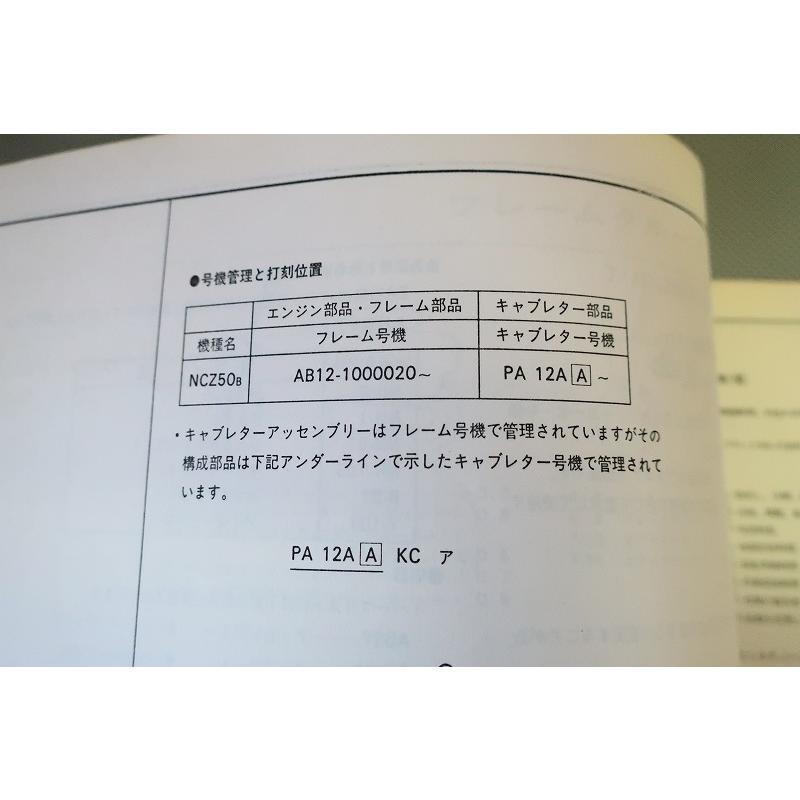 ●号機管理と打刻位置
エンジン部品・フレーム部品 キャブレター部品
機種名 フレーム号機 キャブレター号機
NCZ50B AB12-1000020～ PA 12A A ～
・キャブレターアッセンブリーはフレーム号機で管理されていますがその
構成部品は下記アンダーラインで示したキャブレター号機で管理されて
います。
PA 12A A KC ア